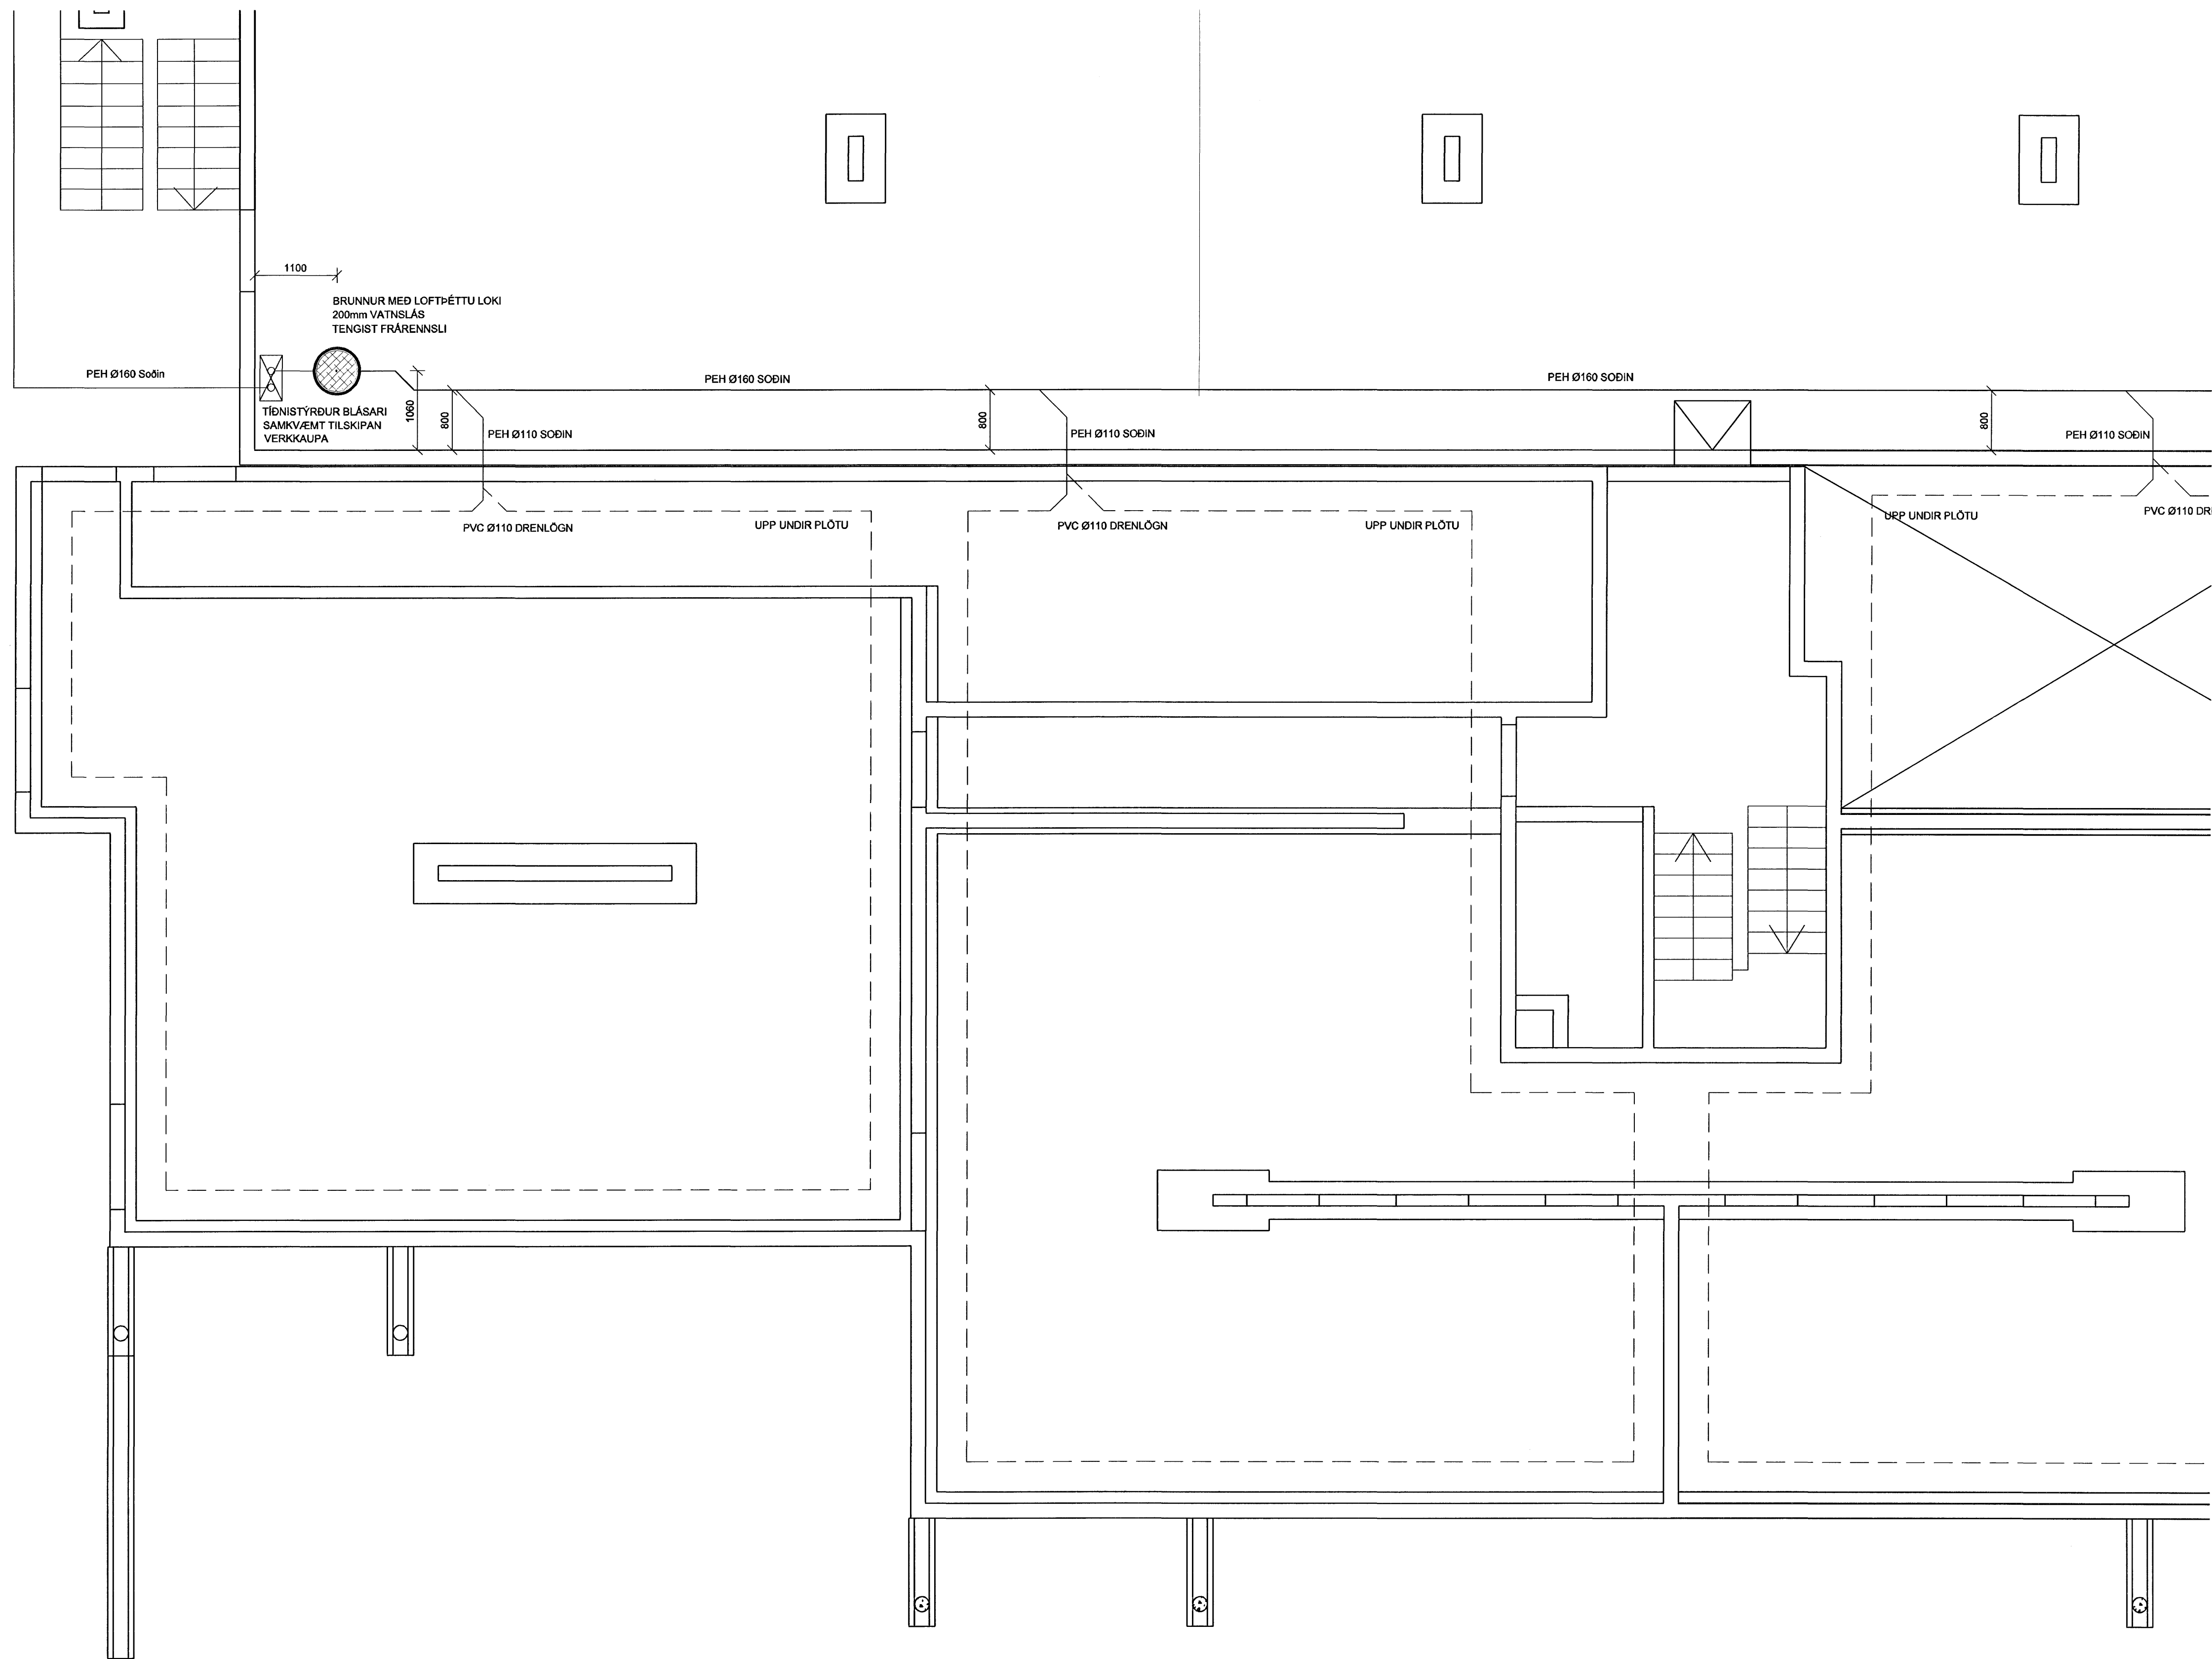 1100
BRUNNUR MEÐ LOFTÞÉTTU LOKI
200mm VATNSLÁS
TENGIST FRÁRENNSLI
PEH Ø160 Soðin
PEH Ø160 SOÐIN
PEH Ø160 SOÐIN
TÍÐNISTÝRÐUR BLÁSARI
SAMKVÆMT TILSKIPAN
VERKKAUPA
1060
800
PEH Ø110 SOÐIN
800
PEH Ø110 SOÐIN
800
PEH Ø110 SOÐIN
PVC Ø110 DRENLÖGN
UPP UNDIR PLÖTU
PVC Ø110 DRENLÖGN
UPP UNDIR PLÖTU
UPP UNDIR PLÖTU
PVC Ø110 DR